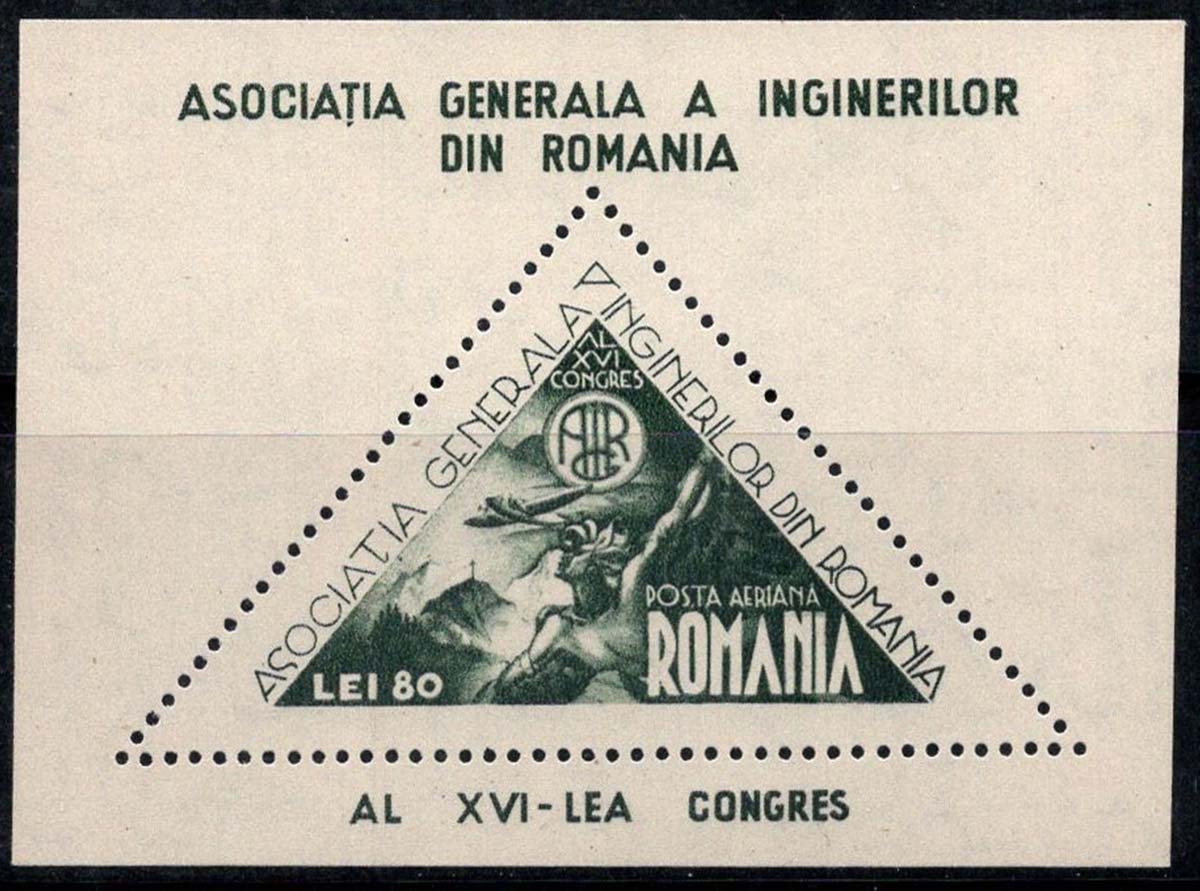 ASOCIAȚIA GENERALA A INGINERILOR
DIN ROMANIA
ASOCIAȚIA GENERALA A INGINERILOR DIN ROMANIA
AL
XVI
CONGRES
AGIR
POSTA AERIANA
ROMANIA
LEI 80
AL XVI-LEA CONGRES